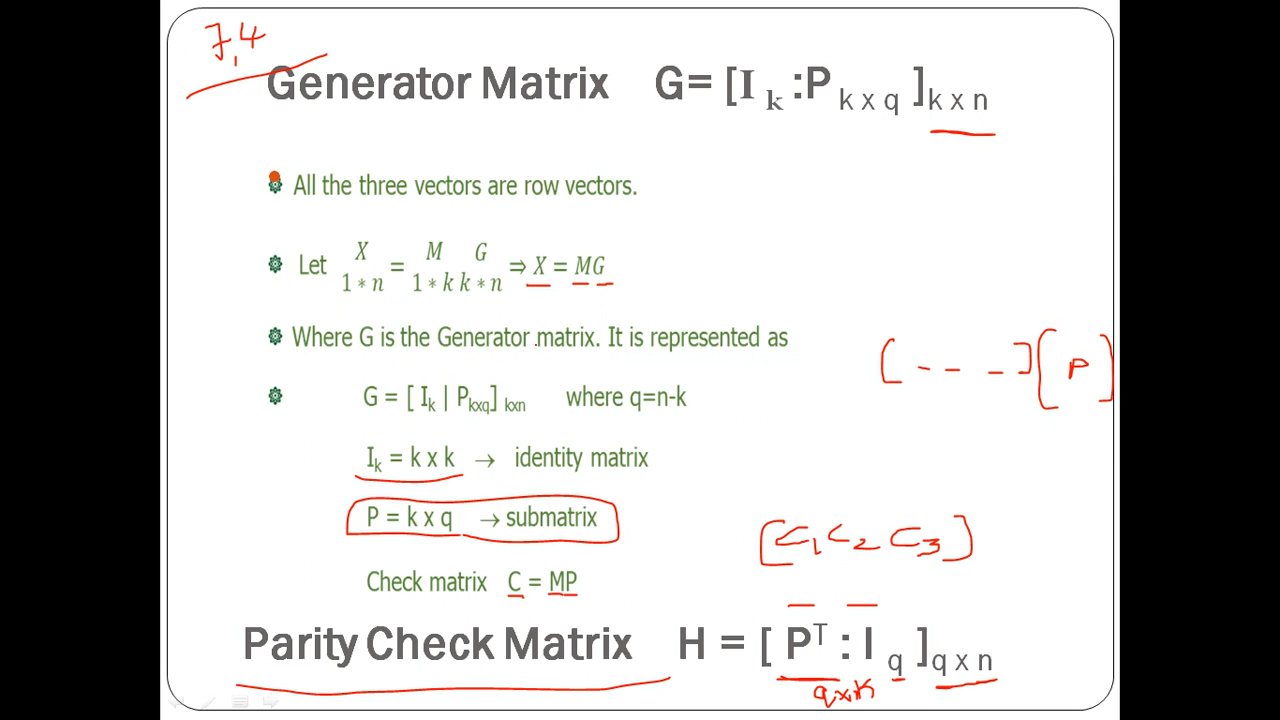 7,4
Generator Matrix G= [I k :P k x q ] k x n
All the three vectors are row vectors.
Let X 1 * n = M 1 * k G k * n ⇒ X = MG
Where G is the Generator matrix. It is represented as
[ - - - ] [ P ]
G = [ Ik | Pkxq] kxn where q=n-k
Ik = k x k → identity matrix
P = k x q → submatrix
[C1 C2 C3]
Check matrix C = MP
Parity Check Matrix H = [ PT : I q ] q x n
q x k